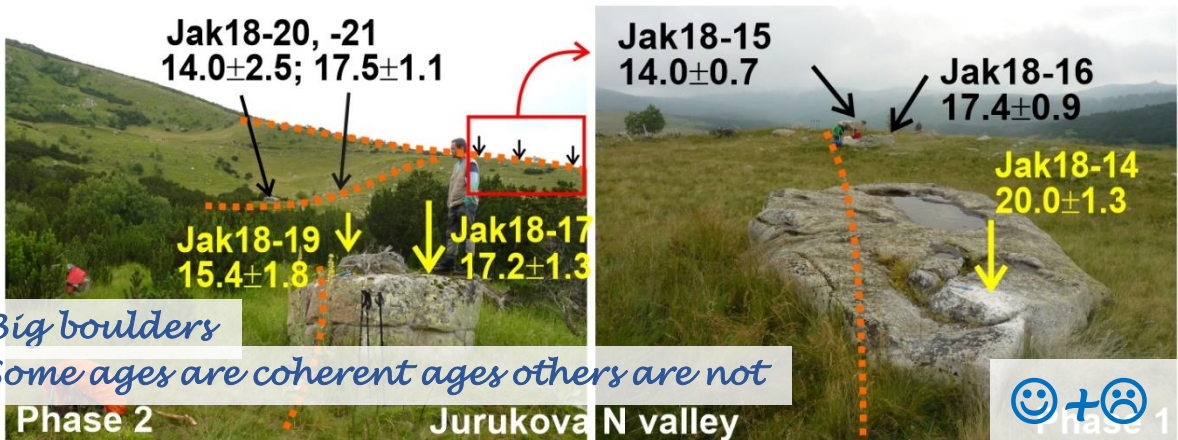 Jak18-20, -21
14.0±2.5; 17.5±1.1
Jak18-19
15.4±1.8
Jak18-17
17.2±1.3
Big boulders
Some ages are coherent ages others are not
Phase 2
Jurukova N valley
Jak18-15
14.0±0.7
Jak18-16
17.4±0.9
Jak18-14
20.0±1.3
+
Phase 1